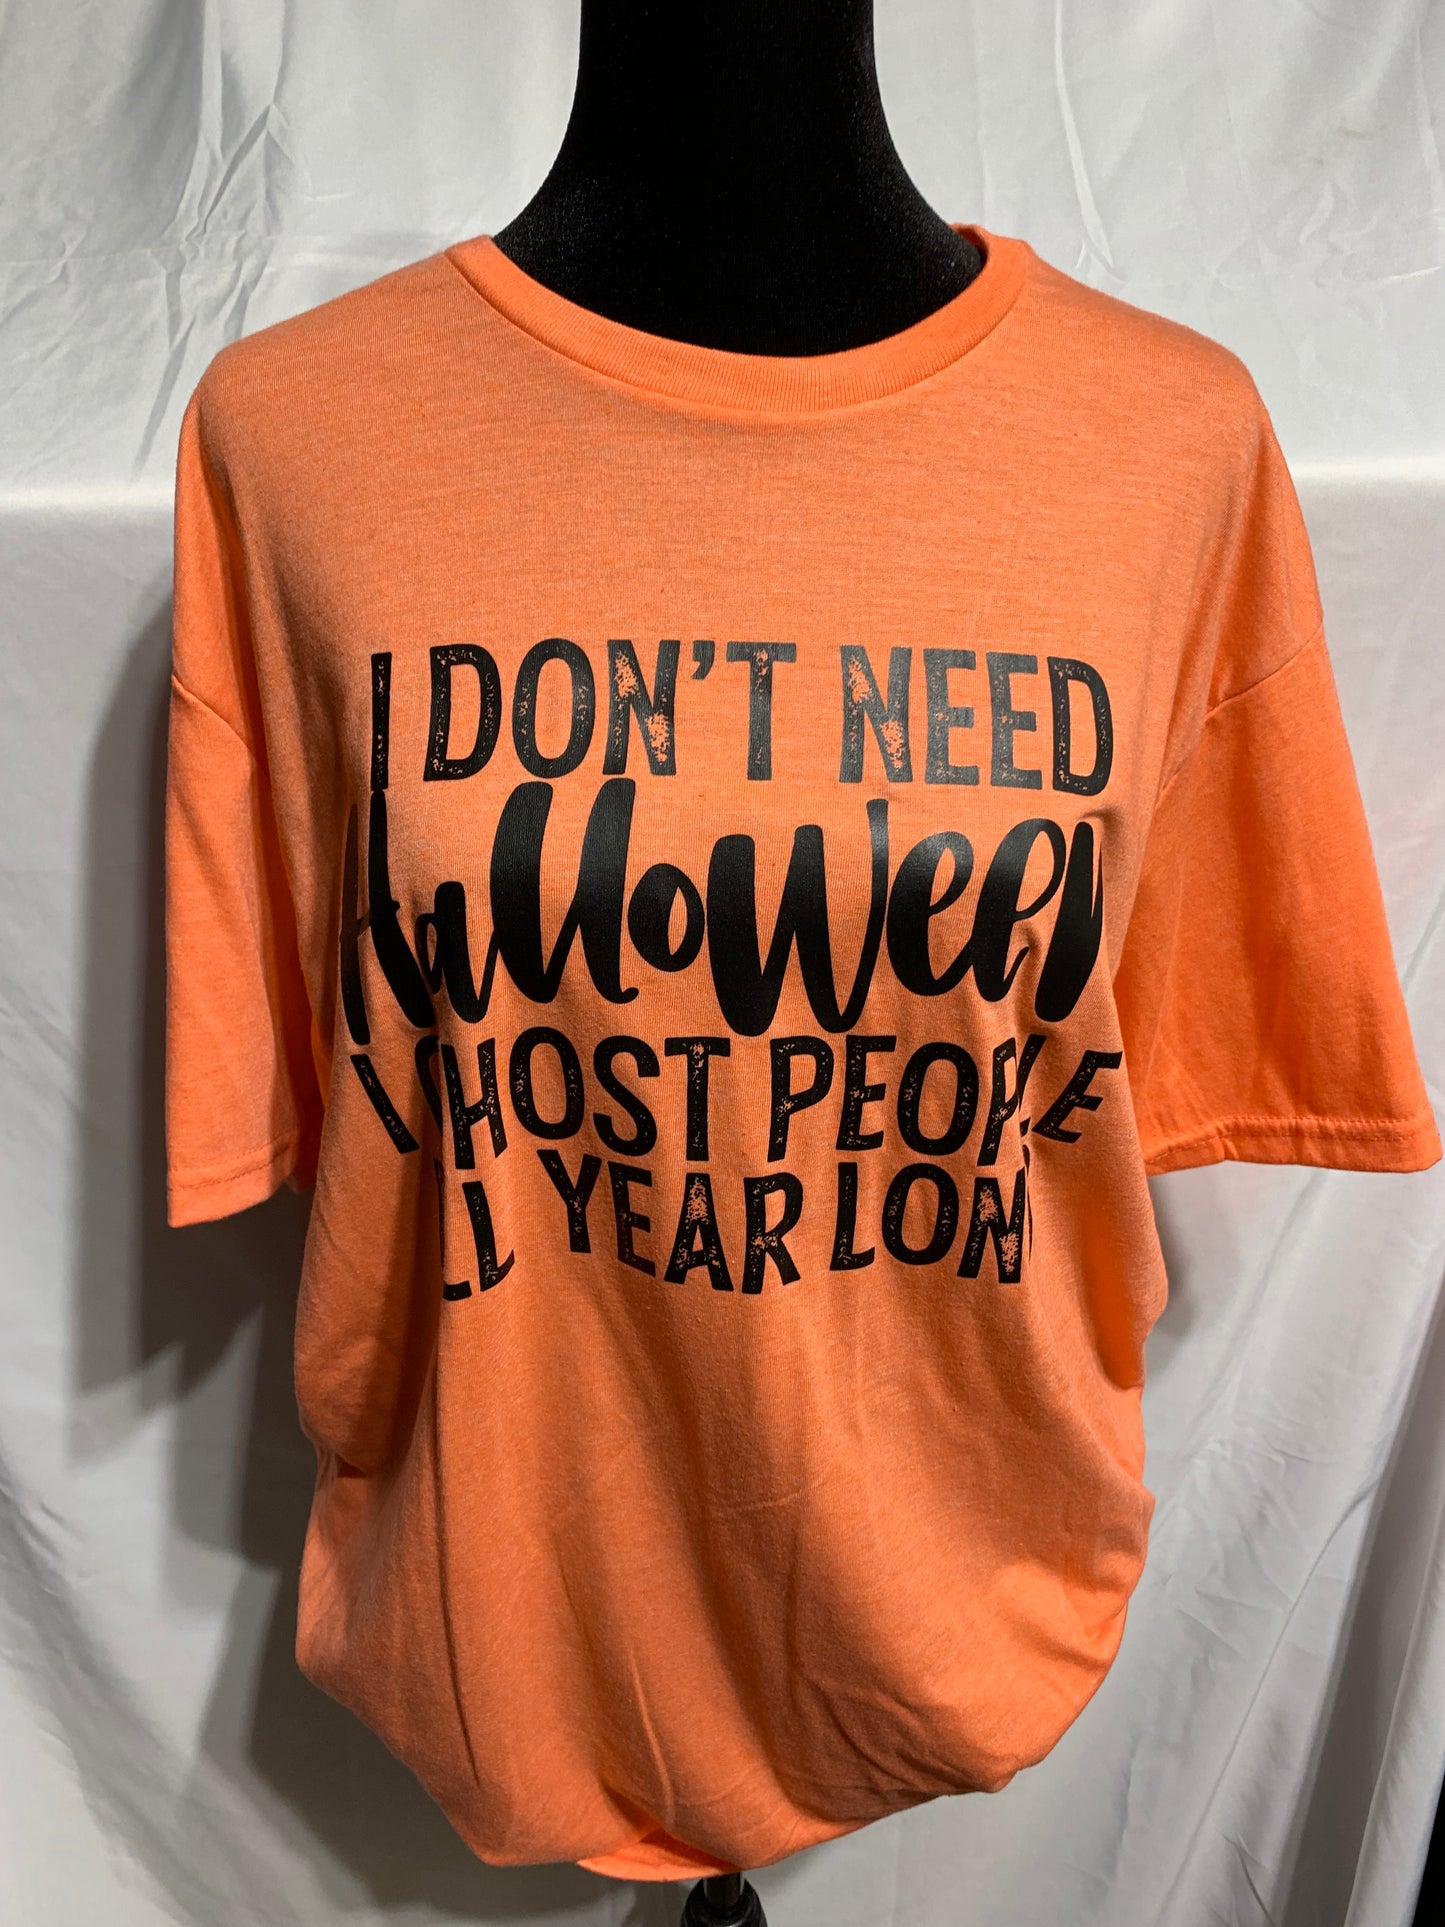 I DON'T NEED
Halloween
I GHOST PEOPLE
ALL YEAR LONG